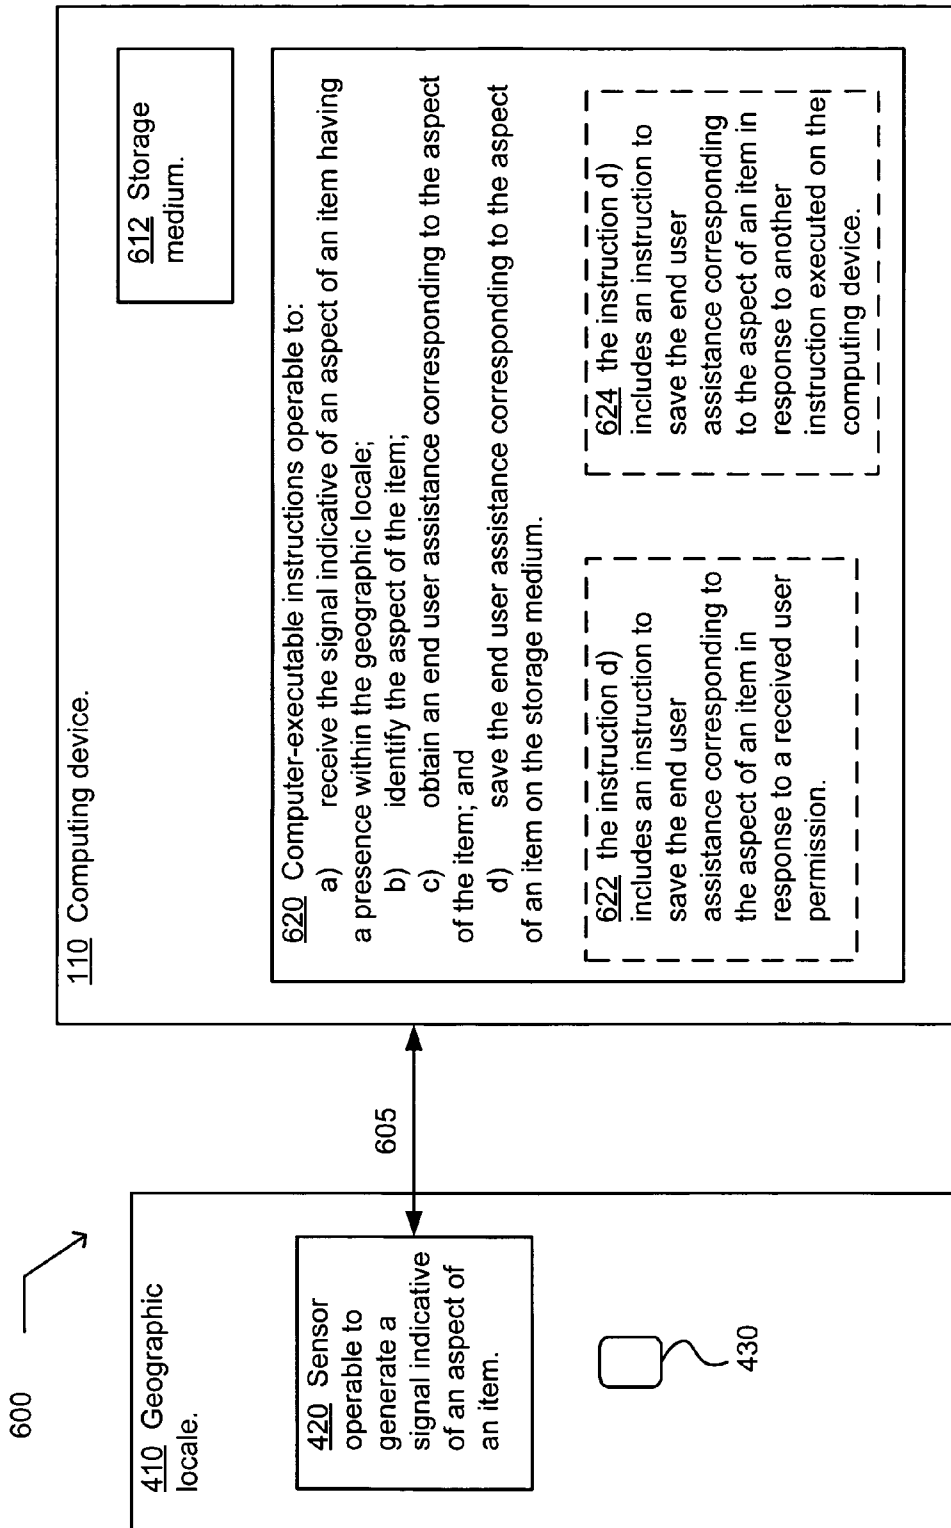 600
410 Geographic
locale.
420 Sensor
operable to
generate a
signal indicative
of an aspect of
an item.
430
605
110 Computing device.
612 Storage
medium.
620 Computer-executable instructions operable to:
a) receive the signal indicative of an aspect of an item having
a presence within the geographic locale;
b) identify the aspect of the item;
c) obtain an end user assistance corresponding to the aspect
of the item; and
d) save the end user assistance corresponding to the aspect
of an item on the storage medium.
622 the instruction d)
includes an instruction to
save the end user
assistance corresponding to
the aspect of an item in
response to a received user
permission.
624 the instruction d)
includes an instruction to
save the end user
assistance corresponding
to the aspect of an item in
response to another
instruction executed on the
computing device.